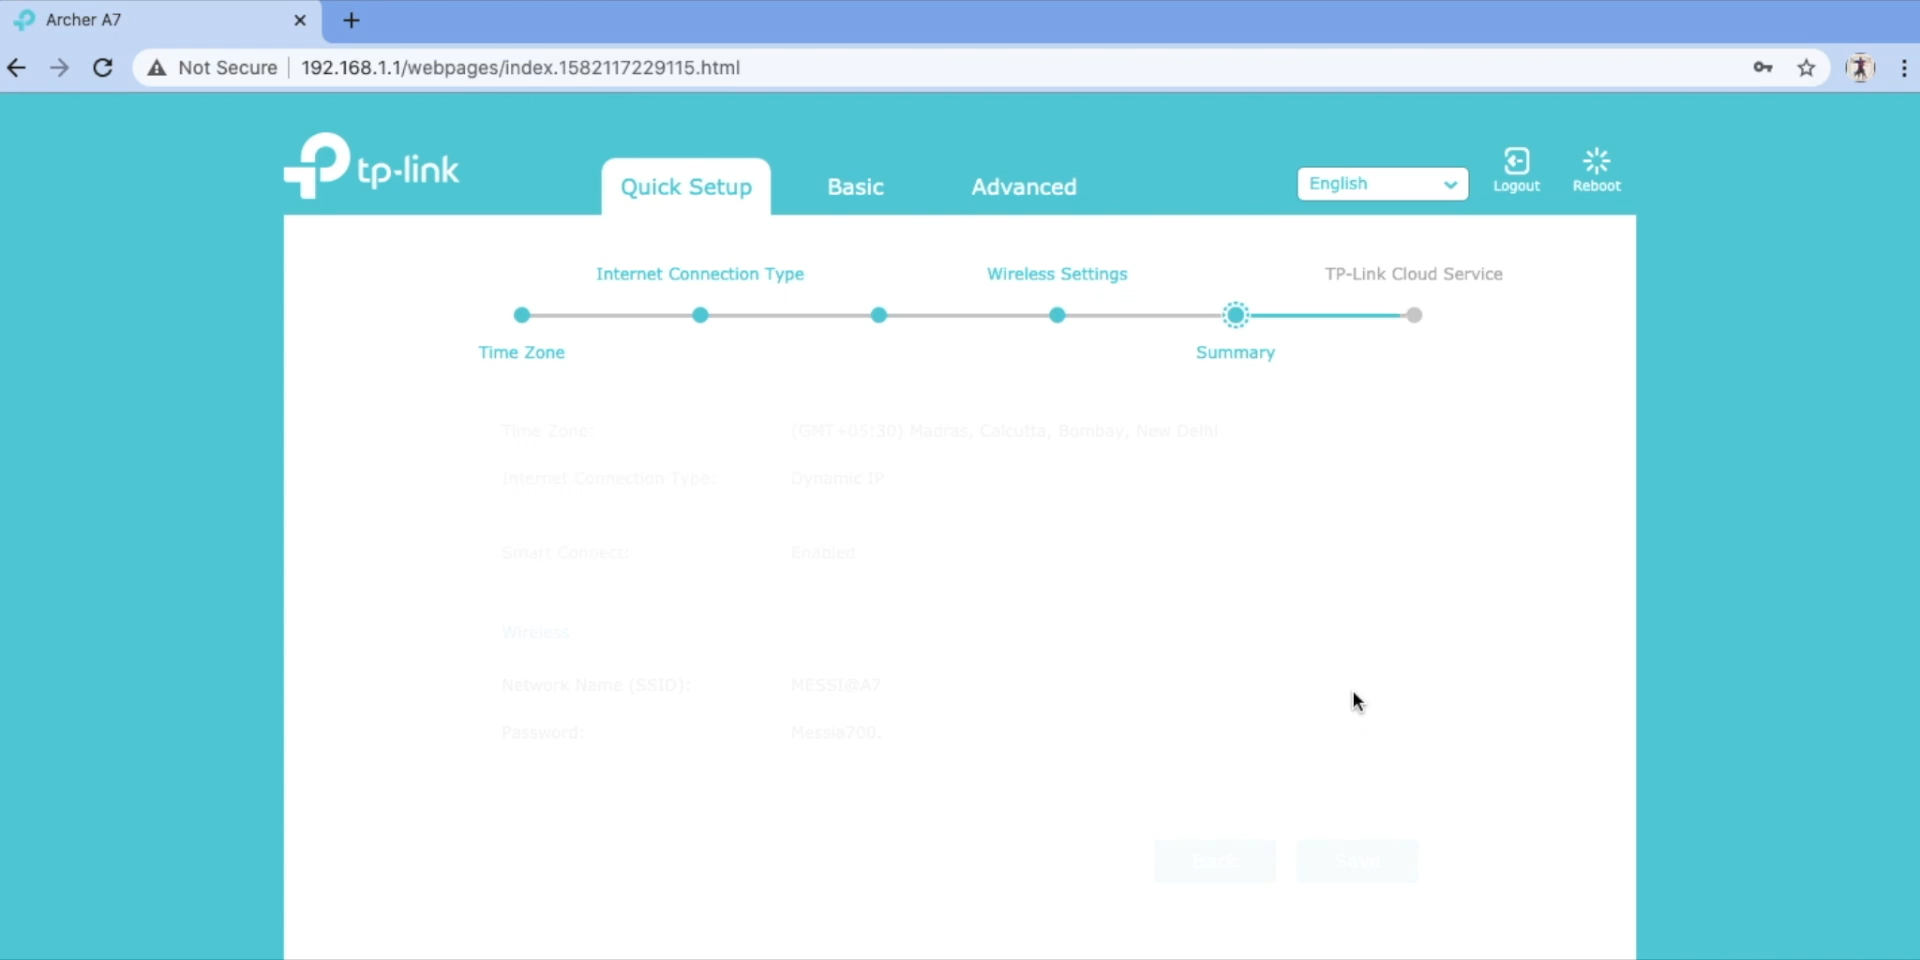 Archer A7
Not Secure 192.168.1.1/webpages/index.1582117229115.html
tp-link
Quick Setup Basic Advanced
English
Logout Reboot
Internet Connection Type Wireless Settings TP-Link Cloud Service
Time Zone Summary
Time Zone: (GMT+05:30) Madras, Calcutta, Bombay, New Delhi
Internet Connection Type: Dynamic IP
Smart Connect: Enabled
Wireless
Network Name (SSID): MESSI@A7
Password: Messia700.
Back Save